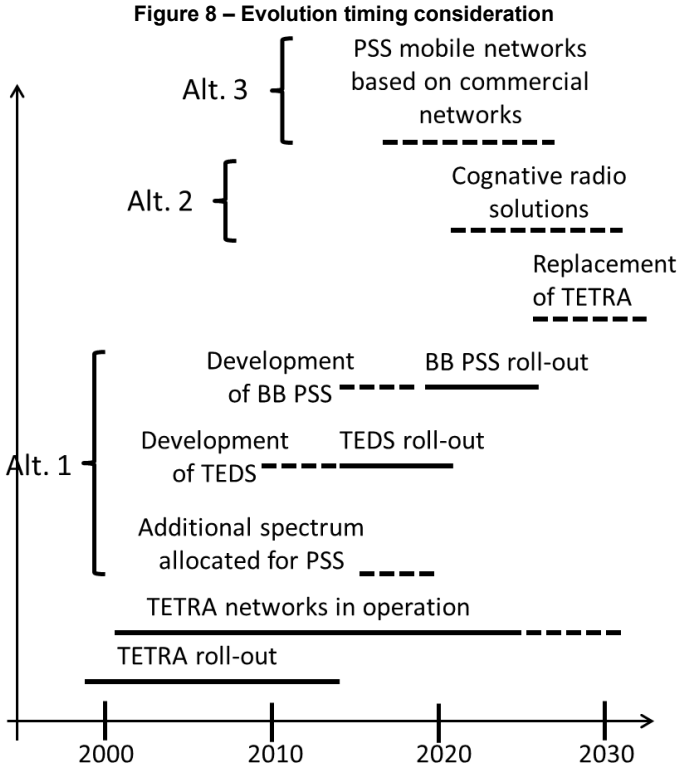 Figure 8 – Evolution timing consideration
PSS mobile networks
based on commercial
networks
Alt. 3
Cognative radio
solutions
Alt. 2
Replacement
of TETRA
Development
of BB PSS
BB PSS roll-out
Development
of TEDS
TEDS roll-out
Alt. 1
Additional spectrum
allocated for PSS
TETRA networks in operation
TETRA roll-out
2000
2010
2020
2030